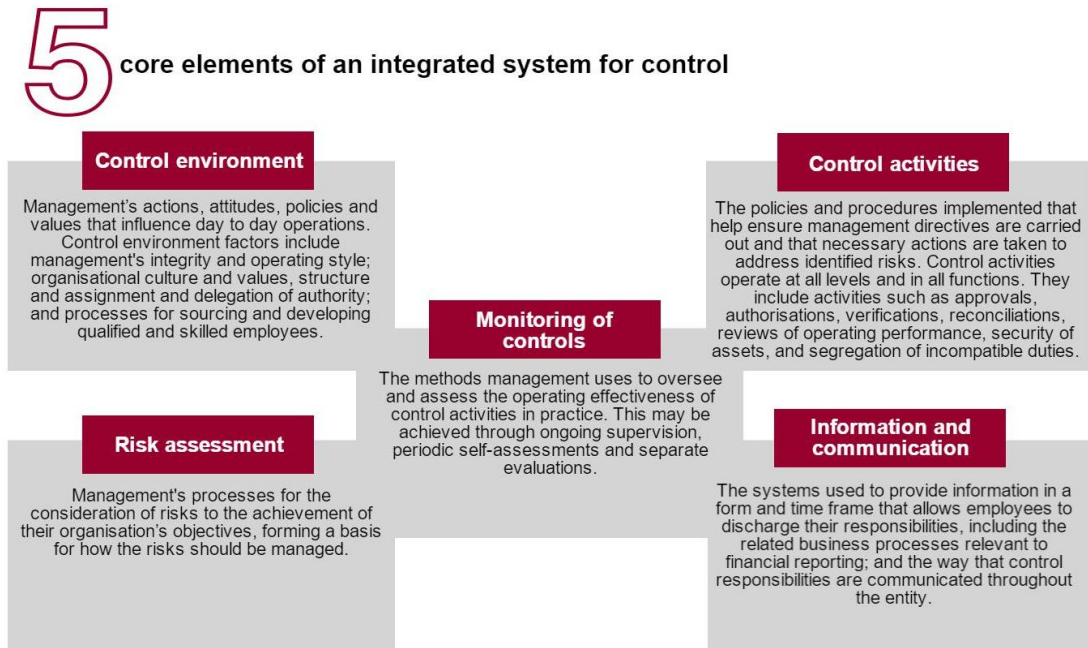 5
core elements of an integrated system for control
Control environment
Management's actions, attitudes, policies and
values that influence day to day operations.
Control environment factors include
management's integrity and operating style;
organisational culture and values, structure
and assignment and delegation of authority;
and processes for sourcing and developing
qualified and skilled employees.
Control activities
The policies and procedures implemented that
help ensure management directives are carried
out and that necessary actions are taken to
address identified risks. Control activities
operate at all levels and in all functions. They
include activities such as approvals,
authorisations, verifications, reconciliations,
reviews of operating performance, security of
assets, and segregation of incompatible duties.
Monitoring of
controls
The methods management uses to oversee
and assess the operating effectiveness of
control activities in practice. This may be
achieved through ongoing supervision,
periodic self-assessments and separate
evaluations.
Risk assessment
Management's processes for the
consideration of risks to the achievement of
their organisation's objectives, forming a basis
for how the risks should be managed.
Information and
communication
The systems used to provide information in a
form and time frame that allows employees to
discharge their responsibilities, including the
related business processes relevant to
financial reporting; and the way that control
responsibilities are communicated throughout
the entity.